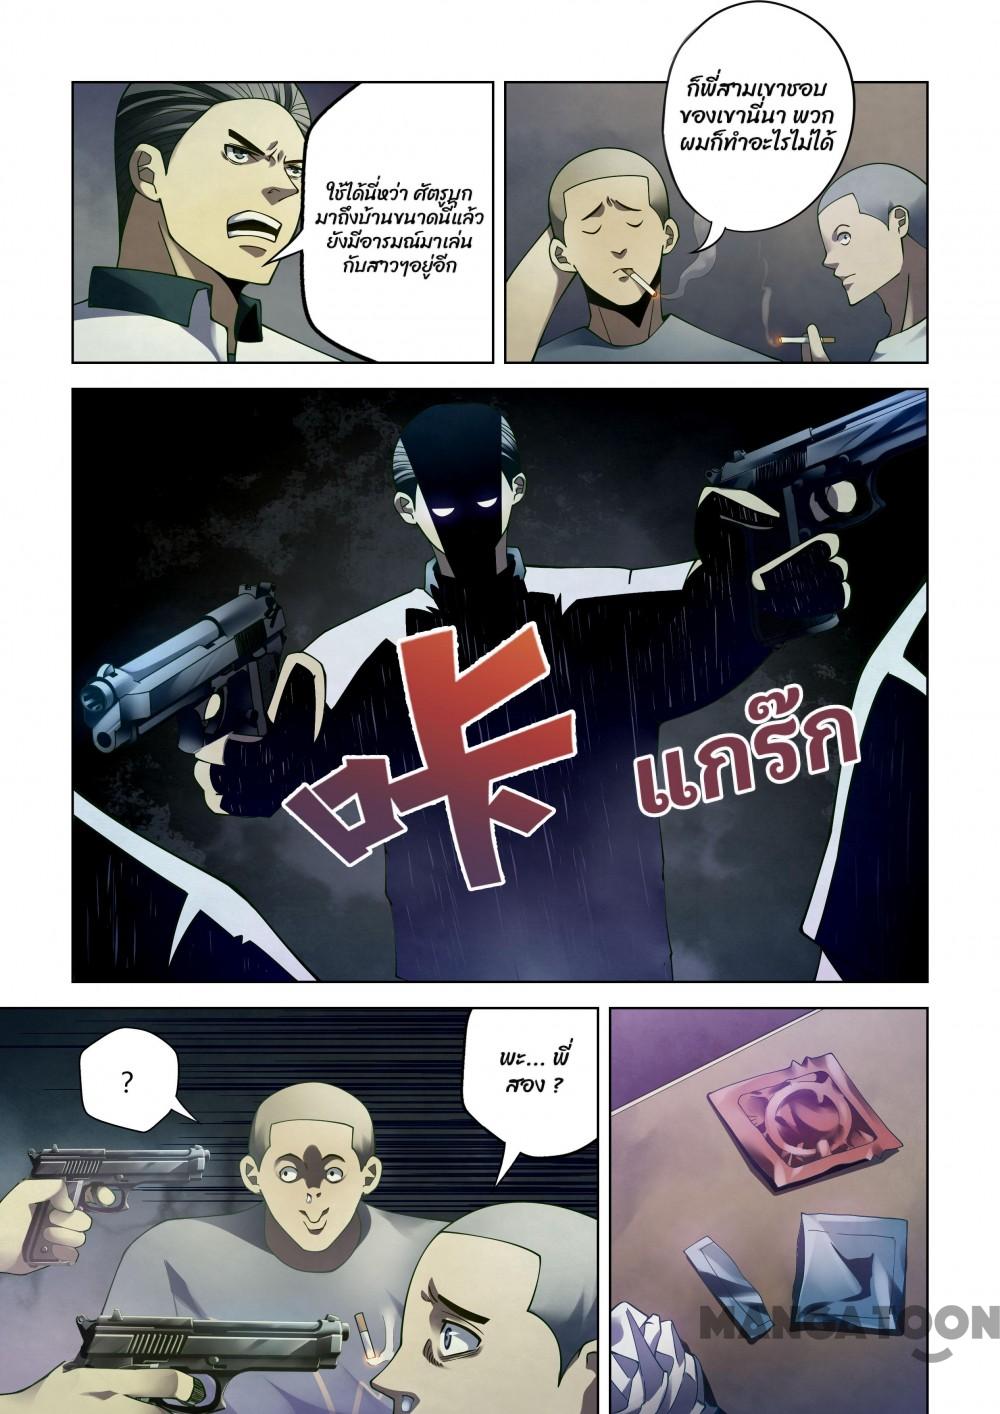 ใช้ได้นี่หว่า ศัตรูบุก
มาถึงบ้านขนาดนี้แล้ว
ยังมีอารมณ์มาเล่น
กับสาวๆอยู่อีก
ก็พี่สามเขาชอบ
ของเขานี่นา พวก
ผมก็ทำอะไรไม่ได้
咔
แกร๊ก
?
พะ... พี่
สอง ?
MANGATOON